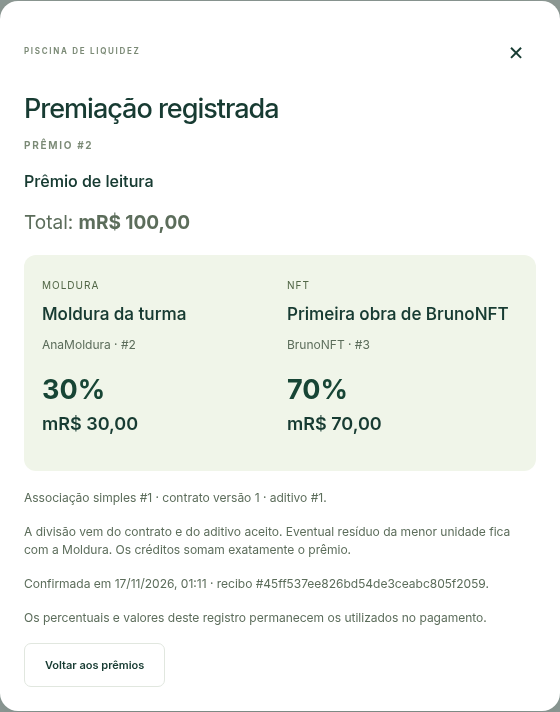 PISCINA DE LIQUIDEZ
Premiação registrada
PRÊMIO #2
Prêmio de leitura
Total: mR$ 100,00
MOLDURA
Moldura da turma
AnaMoldura · #2
30%
mR$ 30,00
NFT
Primeira obra de BrunoNFT
BrunoNFT · #3
70%
mR$ 70,00
Associação simples #1 · contrato versão 1 · aditivo #1.
A divisão vem do contrato e do aditivo aceito. Eventual resíduo da menor unidade fica
com a Moldura. Os créditos somam exatamente o prêmio.
Confirmada em 17/11/2026, 01:11 · recibo #45ff537ee826bd54de3ceabc805f2059.
Os percentuais e valores deste registro permanecem os utilizados no pagamento.
Voltar aos prêmios